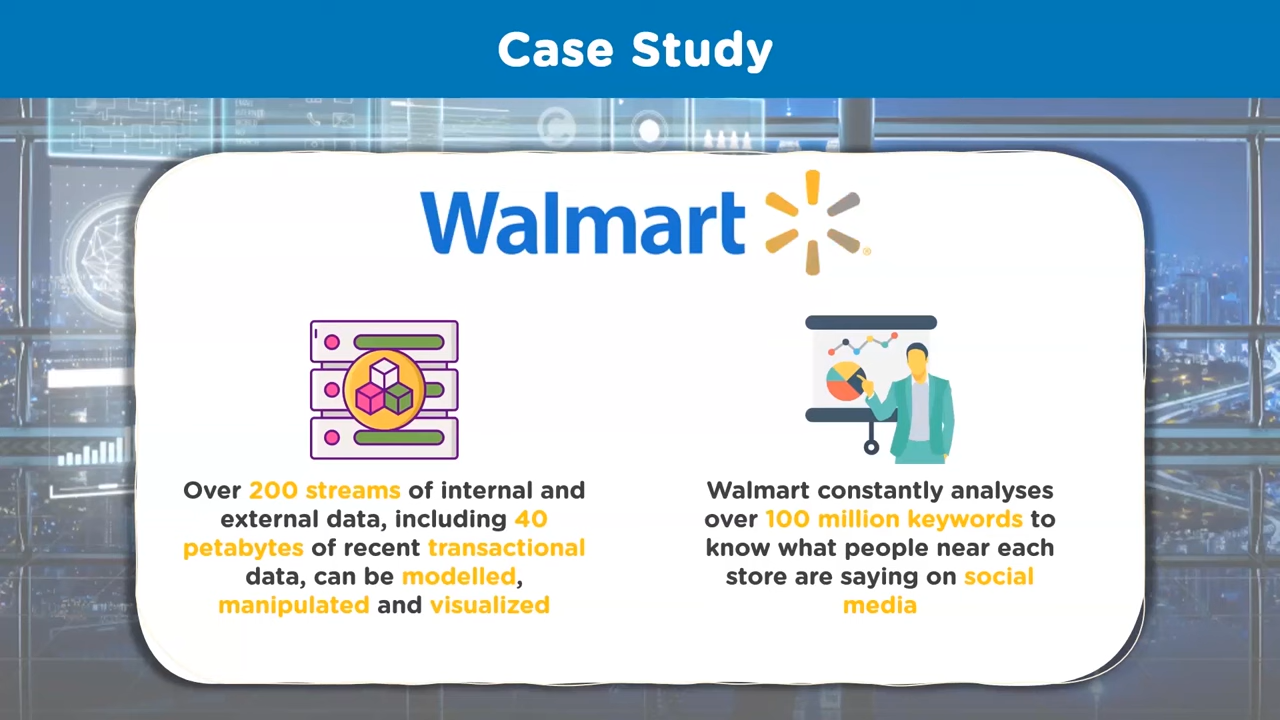 Case Study
Walmart
Over 200 streams of internal and
external data, including 40
petabytes of recent transactional
data, can be modelled,
manipulated and visualized
Walmart constantly analyses
over 100 million keywords to
know what people near each
store are saying on social
media